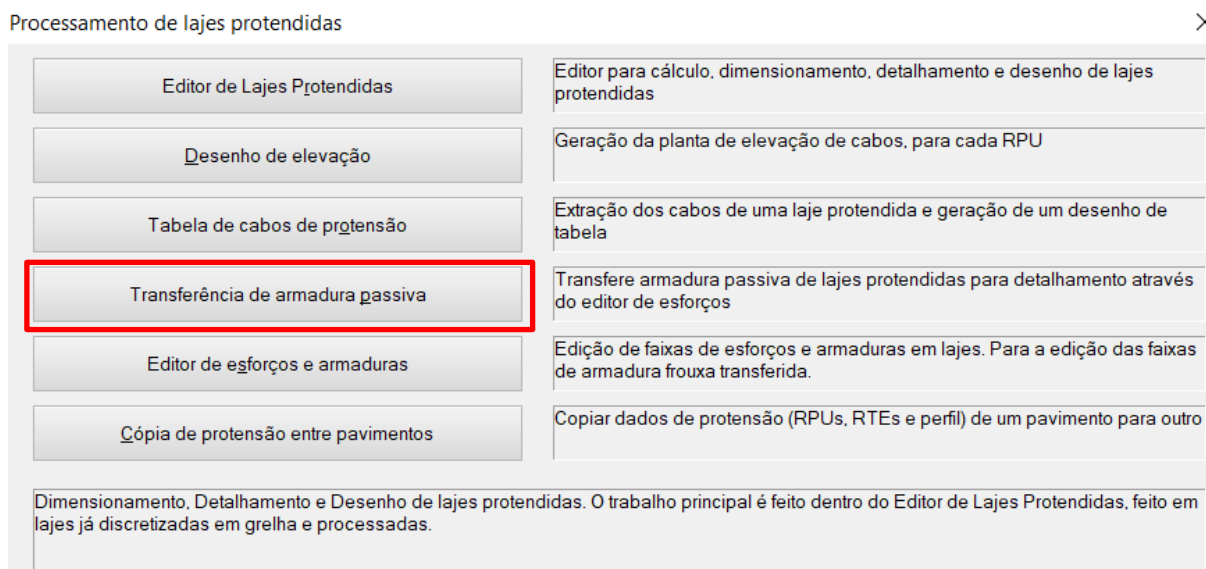 Processamento de lajes protendidas
Editor de Lajes Protendidas
Editor para cálculo, dimensionamento, detalhamento e desenho de lajes
protendidas
Desenho de elevação
Geração da planta de elevação de cabos, para cada RPU
Tabela de cabos de protensão
Extração dos cabos de uma laje protendida e geração de um desenho de
tabela
Transferência de armadura passiva
Transfere armadura passiva de lajes protendidas para detalhamento através
do editor de esforços
Editor de esforços e armaduras
Edição de faixas de esforços e armaduras em lajes. Para a edição das faixas
de armadura frouxa transferida.
Cópia de protensão entre pavimentos
Copiar dados de protensão (RPUs, RTEs e perfil) de um pavimento para outro
Dimensionamento, Detalhamento e Desenho de lajes protendidas. O trabalho principal é feito dentro do Editor de Lajes Protendidas, feito em
lajes já discretizadas em grelha e processadas.